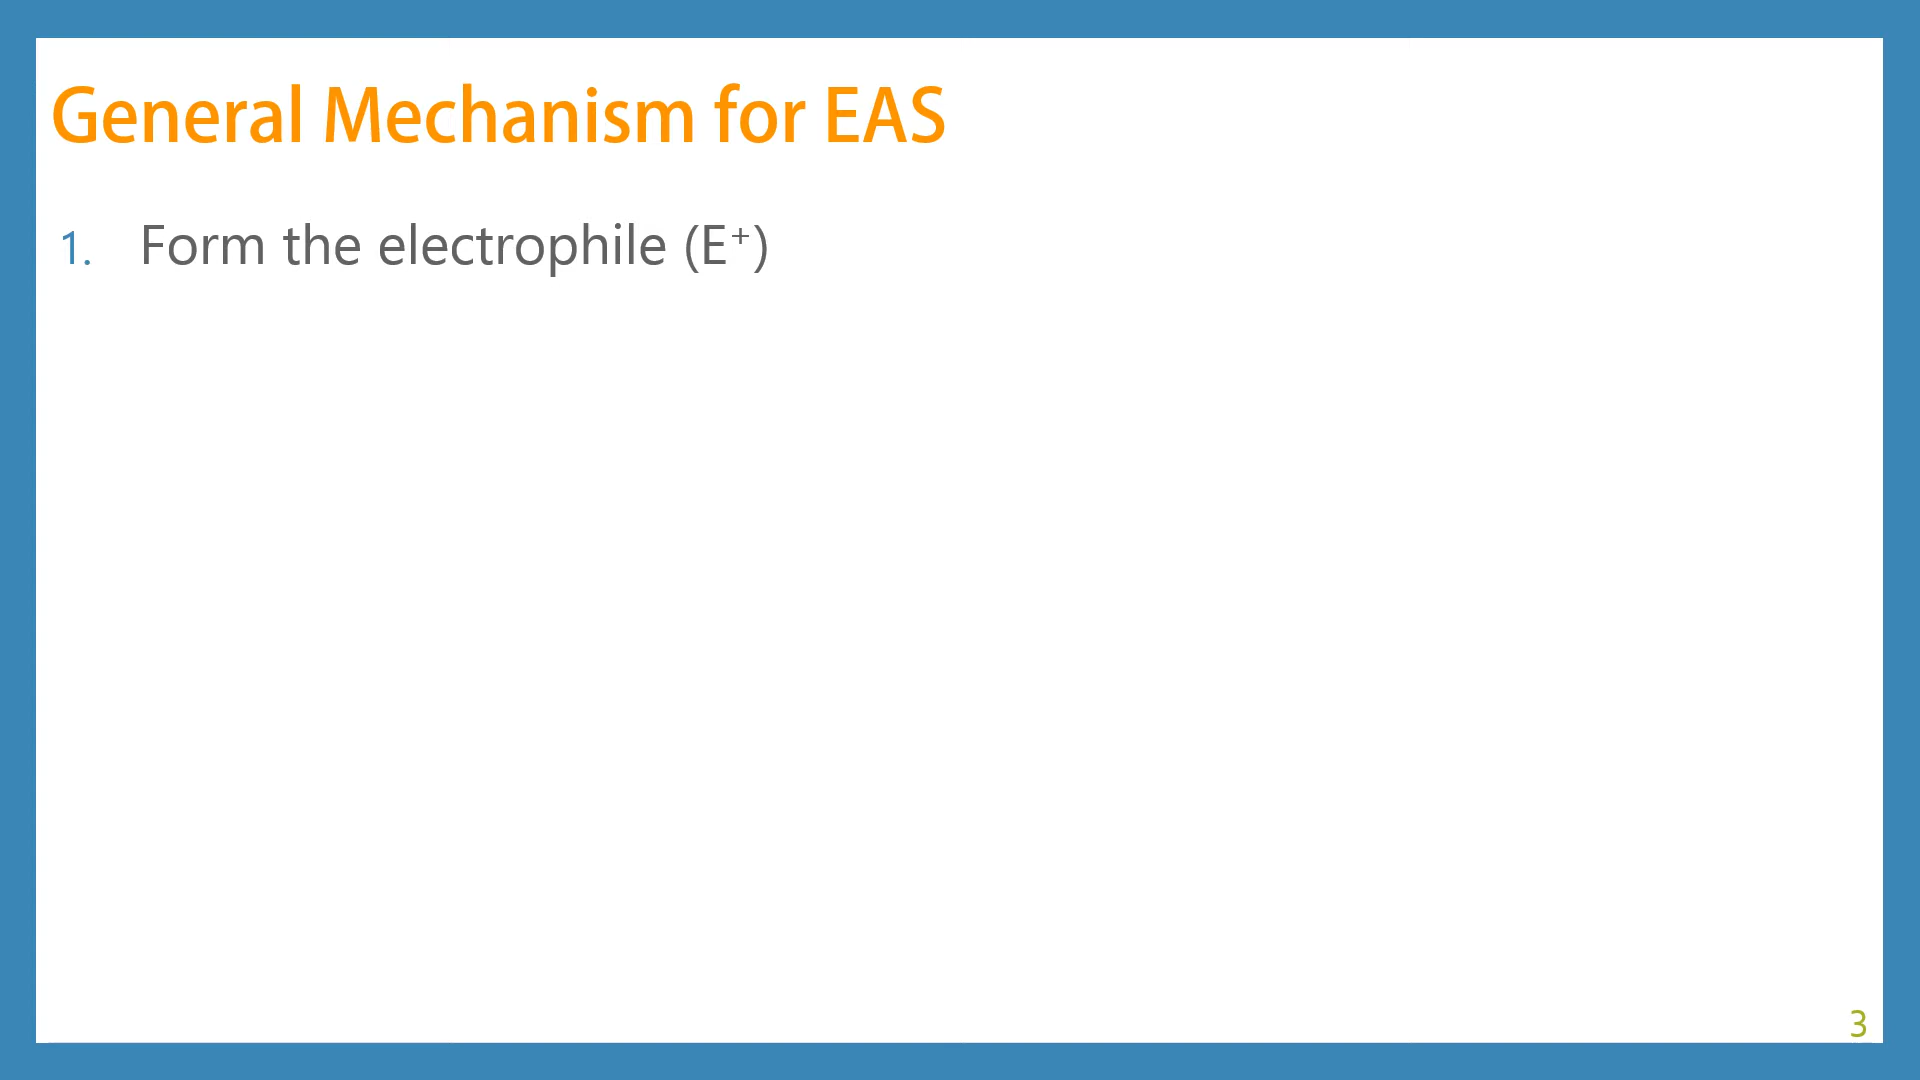 General Mechanism for EAS
1. Form the electrophile (E⁺)
3